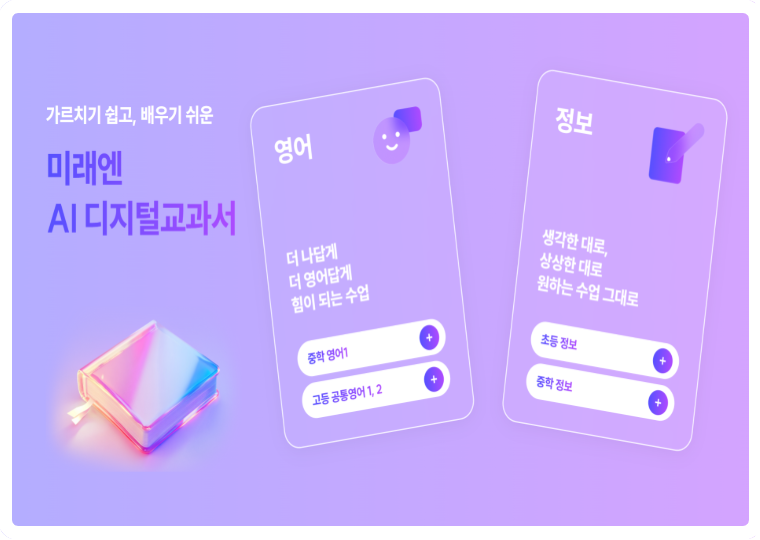 가르치기 쉽고, 배우기 쉬운
미래엔
AI 디지털교과서
영어
더 나답게
더 영어답게
힘이 되는 수업
중학 영어1
고등 공통영어 1, 2
정보
생각한 대로,
상상한 대로
원하는 수업 그대로
초등 정보
중학 정보